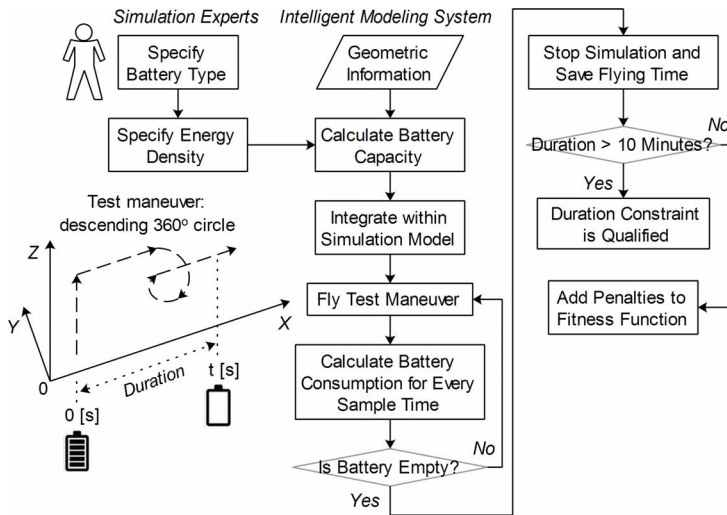 Simulation Experts
Intelligent Modeling System
Specify
Battery Type
Specify Energy
Density
Geometric
Information
Calculate Battery
Capacity
Integrate within
Simulation Model
Fly Test Maneuver
Calculate Battery
Consumption for Every
Sample Time
Is Battery Empty?
No
Yes
Stop Simulation and
Save Flying Time
Duration > 10 Minutes?
No
Yes
Duration Constraint
is Qualified
Add Penalties to
Fitness Function
Test maneuver:
descending 360° circle
Z
Y
X
0
Duration
0 [s]
t [s]